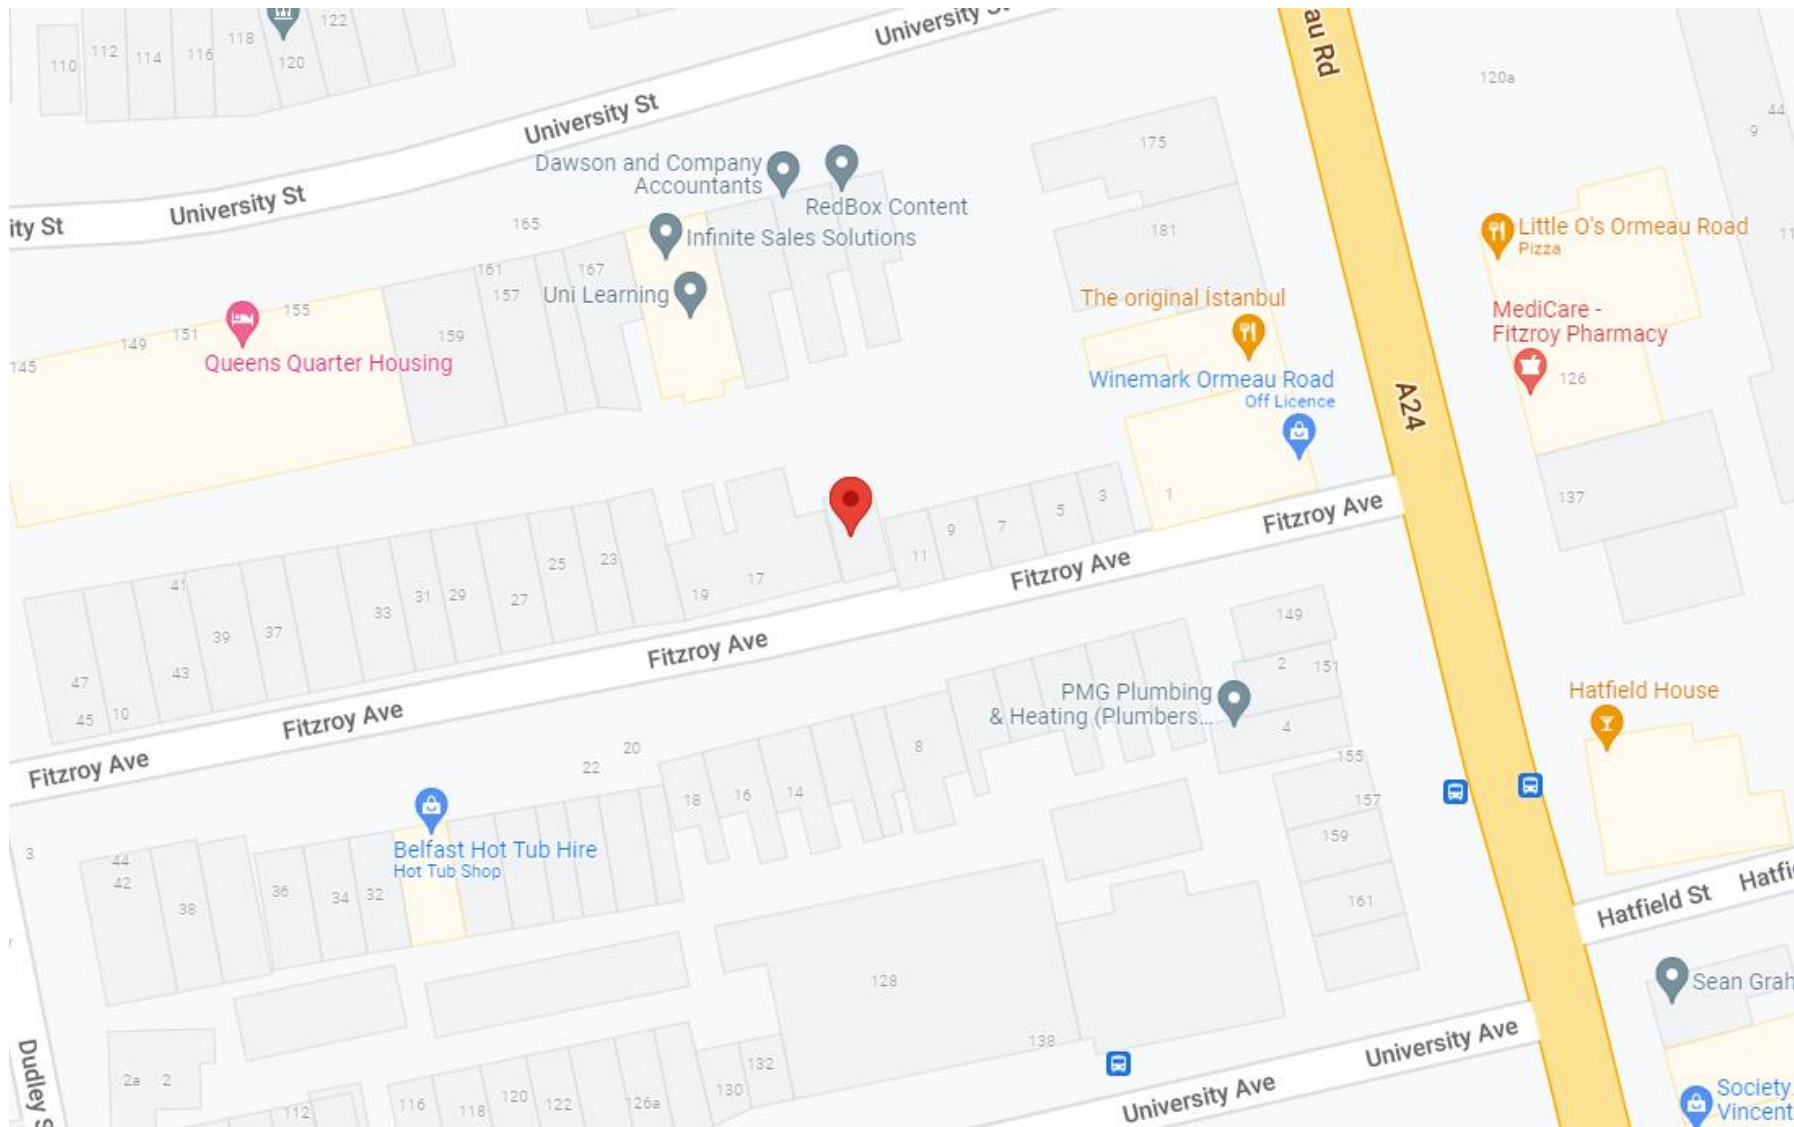 122
118
116
114
112
110
120
University St
au Rd
120a
44
9
University St
175
Dawson and Company
Accountants
RedBox Content
University St
ity St
165
Infinite Sales Solutions
181
Little O's Ormeau Road
Pizza
161
167
157
Uni Learning
The original İstanbul
155
151
149
145
159
Queens Quarter Housing
MediCare -
Fitzroy Pharmacy
126
Winemark Ormeau Road
Off Licence
A24
1
3
5
7
9
11
Fitzroy Ave
137
Fitzroy Ave
17
19
23
25
27
29
31
33
37
39
41
43
47
45
10
Fitzroy Ave
Fitzroy Ave
Fitzroy Ave
149
2
151
PMG Plumbing
& Heating (Plumbers...
4
Hatfield House
155
157
159
161
8
20
22
14
16
18
Belfast Hot Tub Hire
Hot Tub Shop
3
44
42
38
36
34
32
Hatfield St
Hatfi
128
138
Sean Grah
University Ave
University Ave
Society
Vincent
Dudley S
2a
2
112
116
118
120
122
126a
130
132